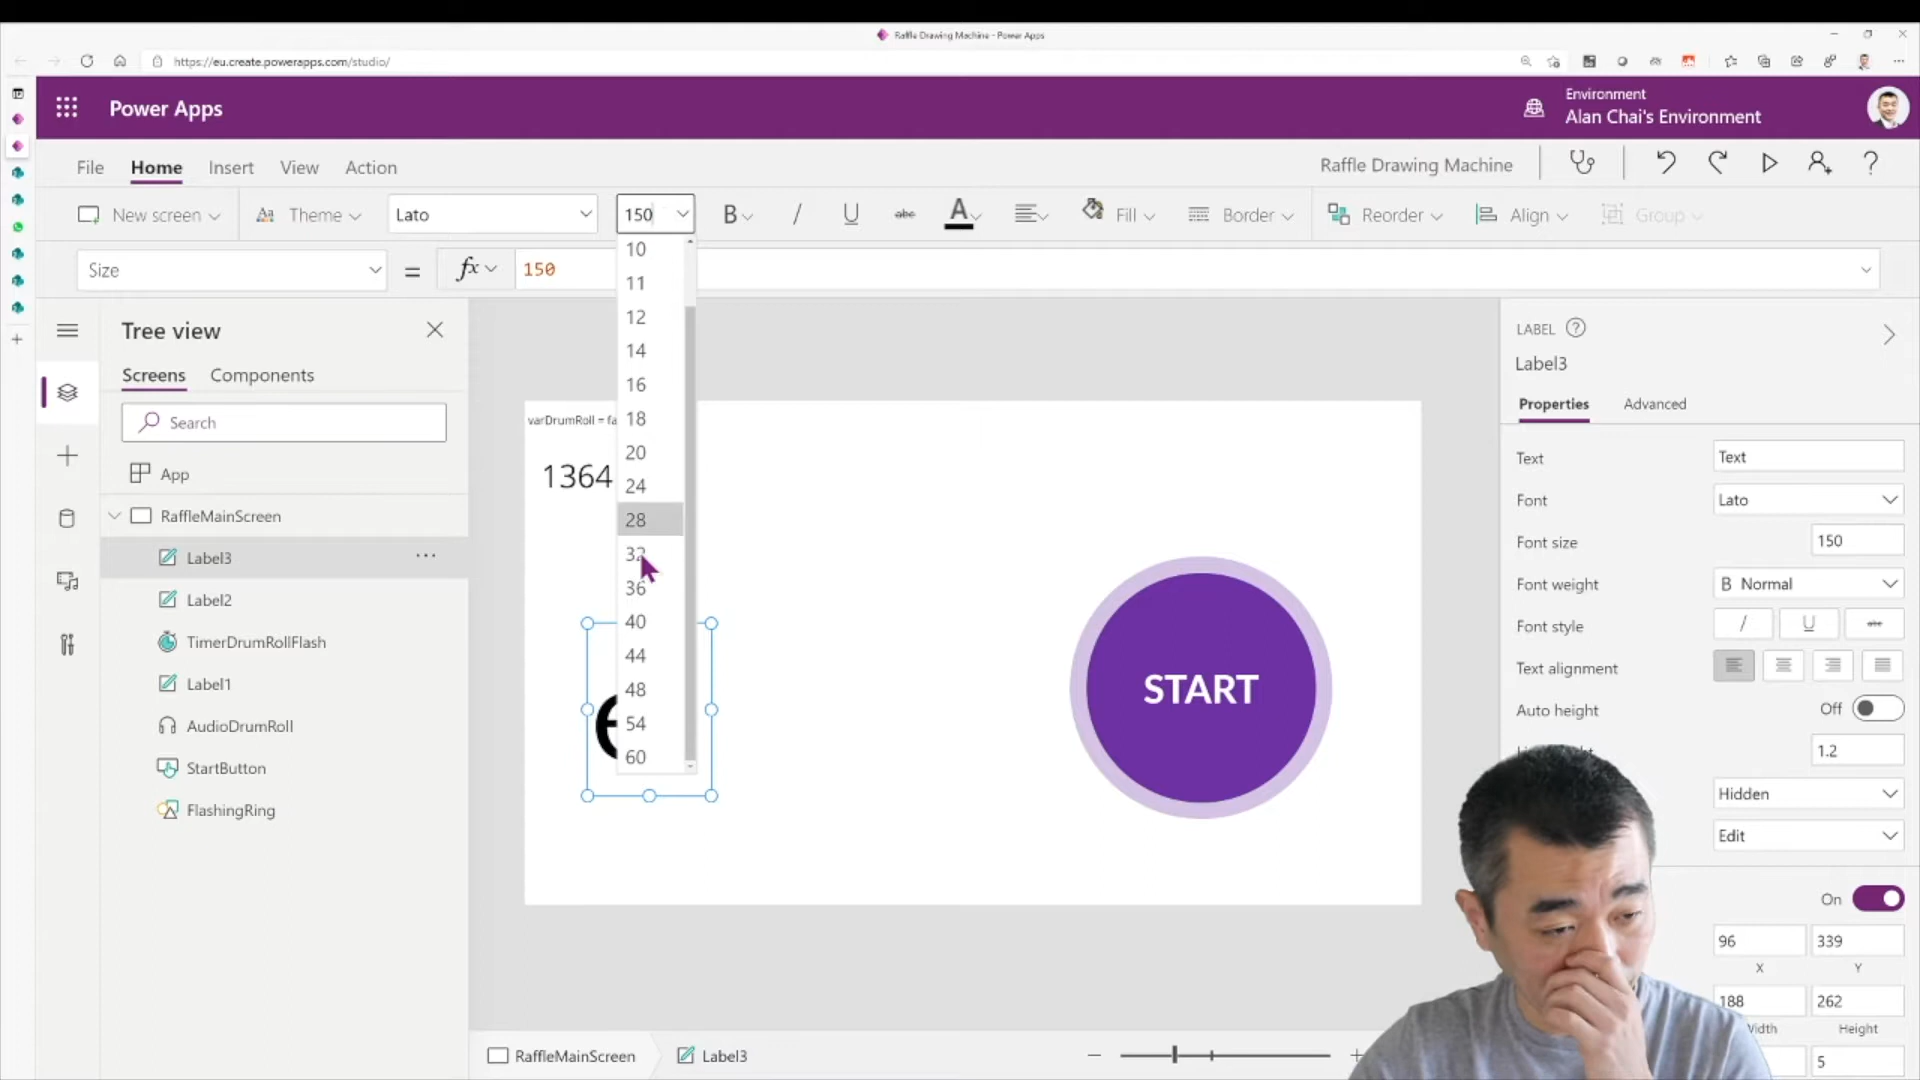 Raffle Drawing Machine - Power Apps
https://eu.create.powerapps.com/studio/
Power Apps
Environment
Alan Chai's Environment
File
Home
Insert
View
Action
Raffle Drawing Machine
New screen
Theme
Lato
150
B
Fill
Border
Reorder
Align
Group
Size
=
fx
150
10
11
12
14
16
18
20
24
28
32
36
40
44
48
54
60
Tree view
Screens
Components
Search
App
RaffleMainScreen
Label3
Label2
TimerDrumRollFlash
Label1
AudioDrumRoll
StartButton
FlashingRing
varDrumRoll = fa
1364
START
LABEL
Label3
Properties
Advanced
Text
Text
Font
Lato
Font size
150
Font weight
B Normal
Font style
Text alignment
Auto height
Off
1.2
Hidden
Edit
On
96
339
X
Y
188
262
Height
5
RaffleMainScreen
Label3